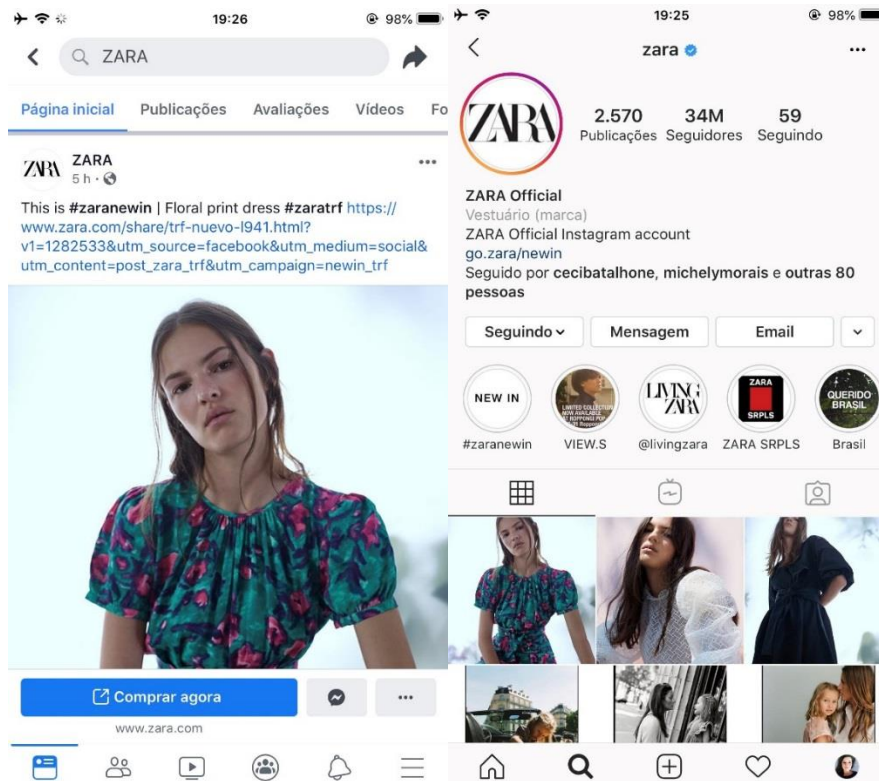 19:26
98%
ZARA
Página inicial Publicações Avaliações Vídeos Fo
ZARA
ZARA
5 h
This is #zaranewin | Floral print dress #zaratrf https://
www.zara.com/share/trf-nuevo-l941.html?
v1=1282533&utm_source=facebook&utm_medium=social&
utm_content=post_zara_trf&utm_campaign=newin_trf
Comprar agora
www.zara.com
19:25
98%
zara
ZARA
2.570 34M 59
Publicações Seguidores Seguindo
ZARA Official
Vestuário (marca)
ZARA Official Instagram account
go.zara/newin
Seguido por cecibatalhone, michelymorais e outras 80
pessoas
Seguindo Mensagem Email
NEW IN
LIMITED COLLECTION
NOW AVAILABLE
LIVING
ZARA
ZARA
SRPLS
QUERIDO
BRASIL
#zaranewin VIEW.S @livingzara ZARA SRPLS Brasil